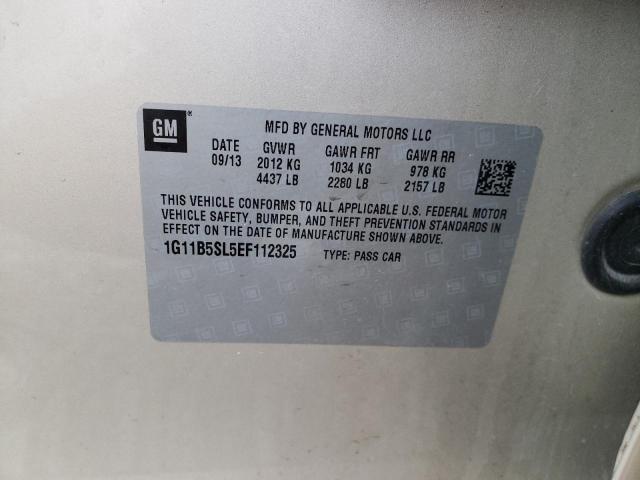 GM
MFD BY GENERAL MOTORS LLC
DATE GVWR GAWR FRT GAWR RR
09/13 2012 KG 1034 KG 978 KG
4437 LB 2280 LB 2157 LB
THIS VEHICLE CONFORMS TO ALL APPLICABLE U.S. FEDERAL MOTOR
VEHICLE SAFETY, BUMPER, AND THEFT PREVENTION STANDARDS
IN EFFECT ON THE DATE OF MANUFACTURE SHOWN ABOVE.
1G11B5SL5EF112325 TYPE: PASS CAR